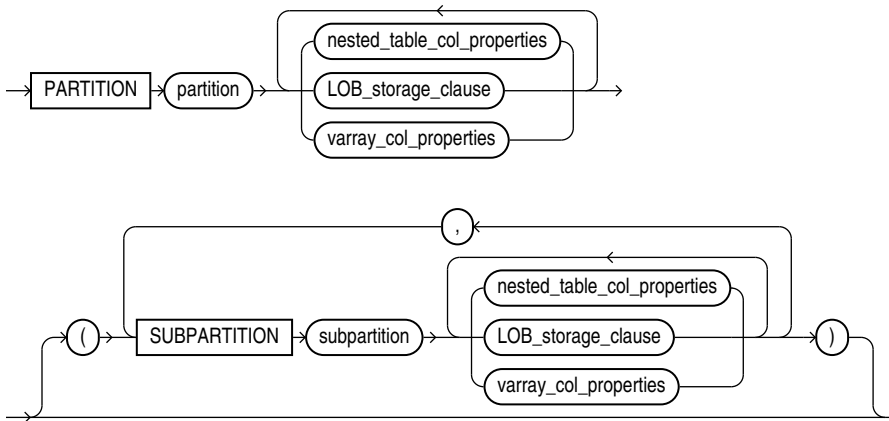 nested_table_col_properties
PARTITION partition LOB_storage_clause
varray_col_properties
,
nested_table_col_properties
( SUBPARTITION subpartition LOB_storage_clause )
varray_col_properties